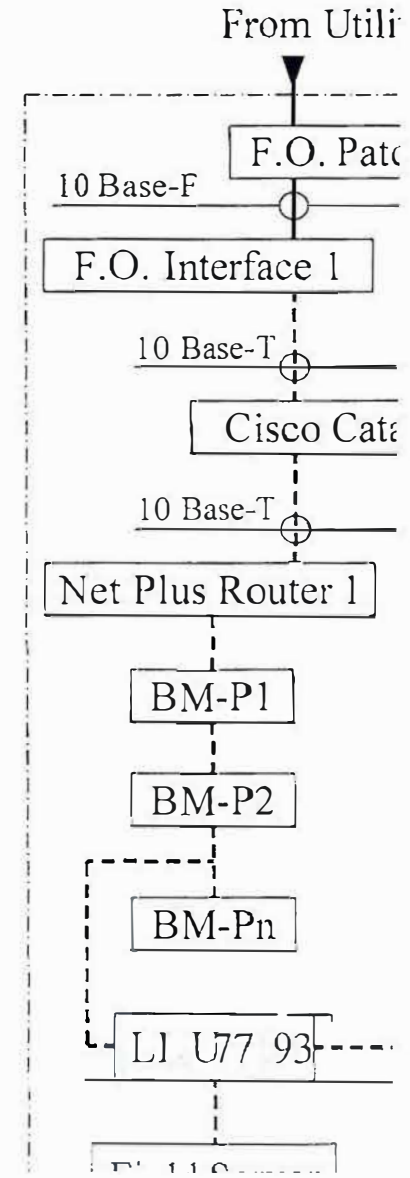 From Utili
F.O. Patc
10 Base-F
F.O. Interface 1
10 Base-T
Cisco Cata
10 Base-T
Net Plus Router 1
BM-P1
BM-P2
BM-Pn
LI U77 93